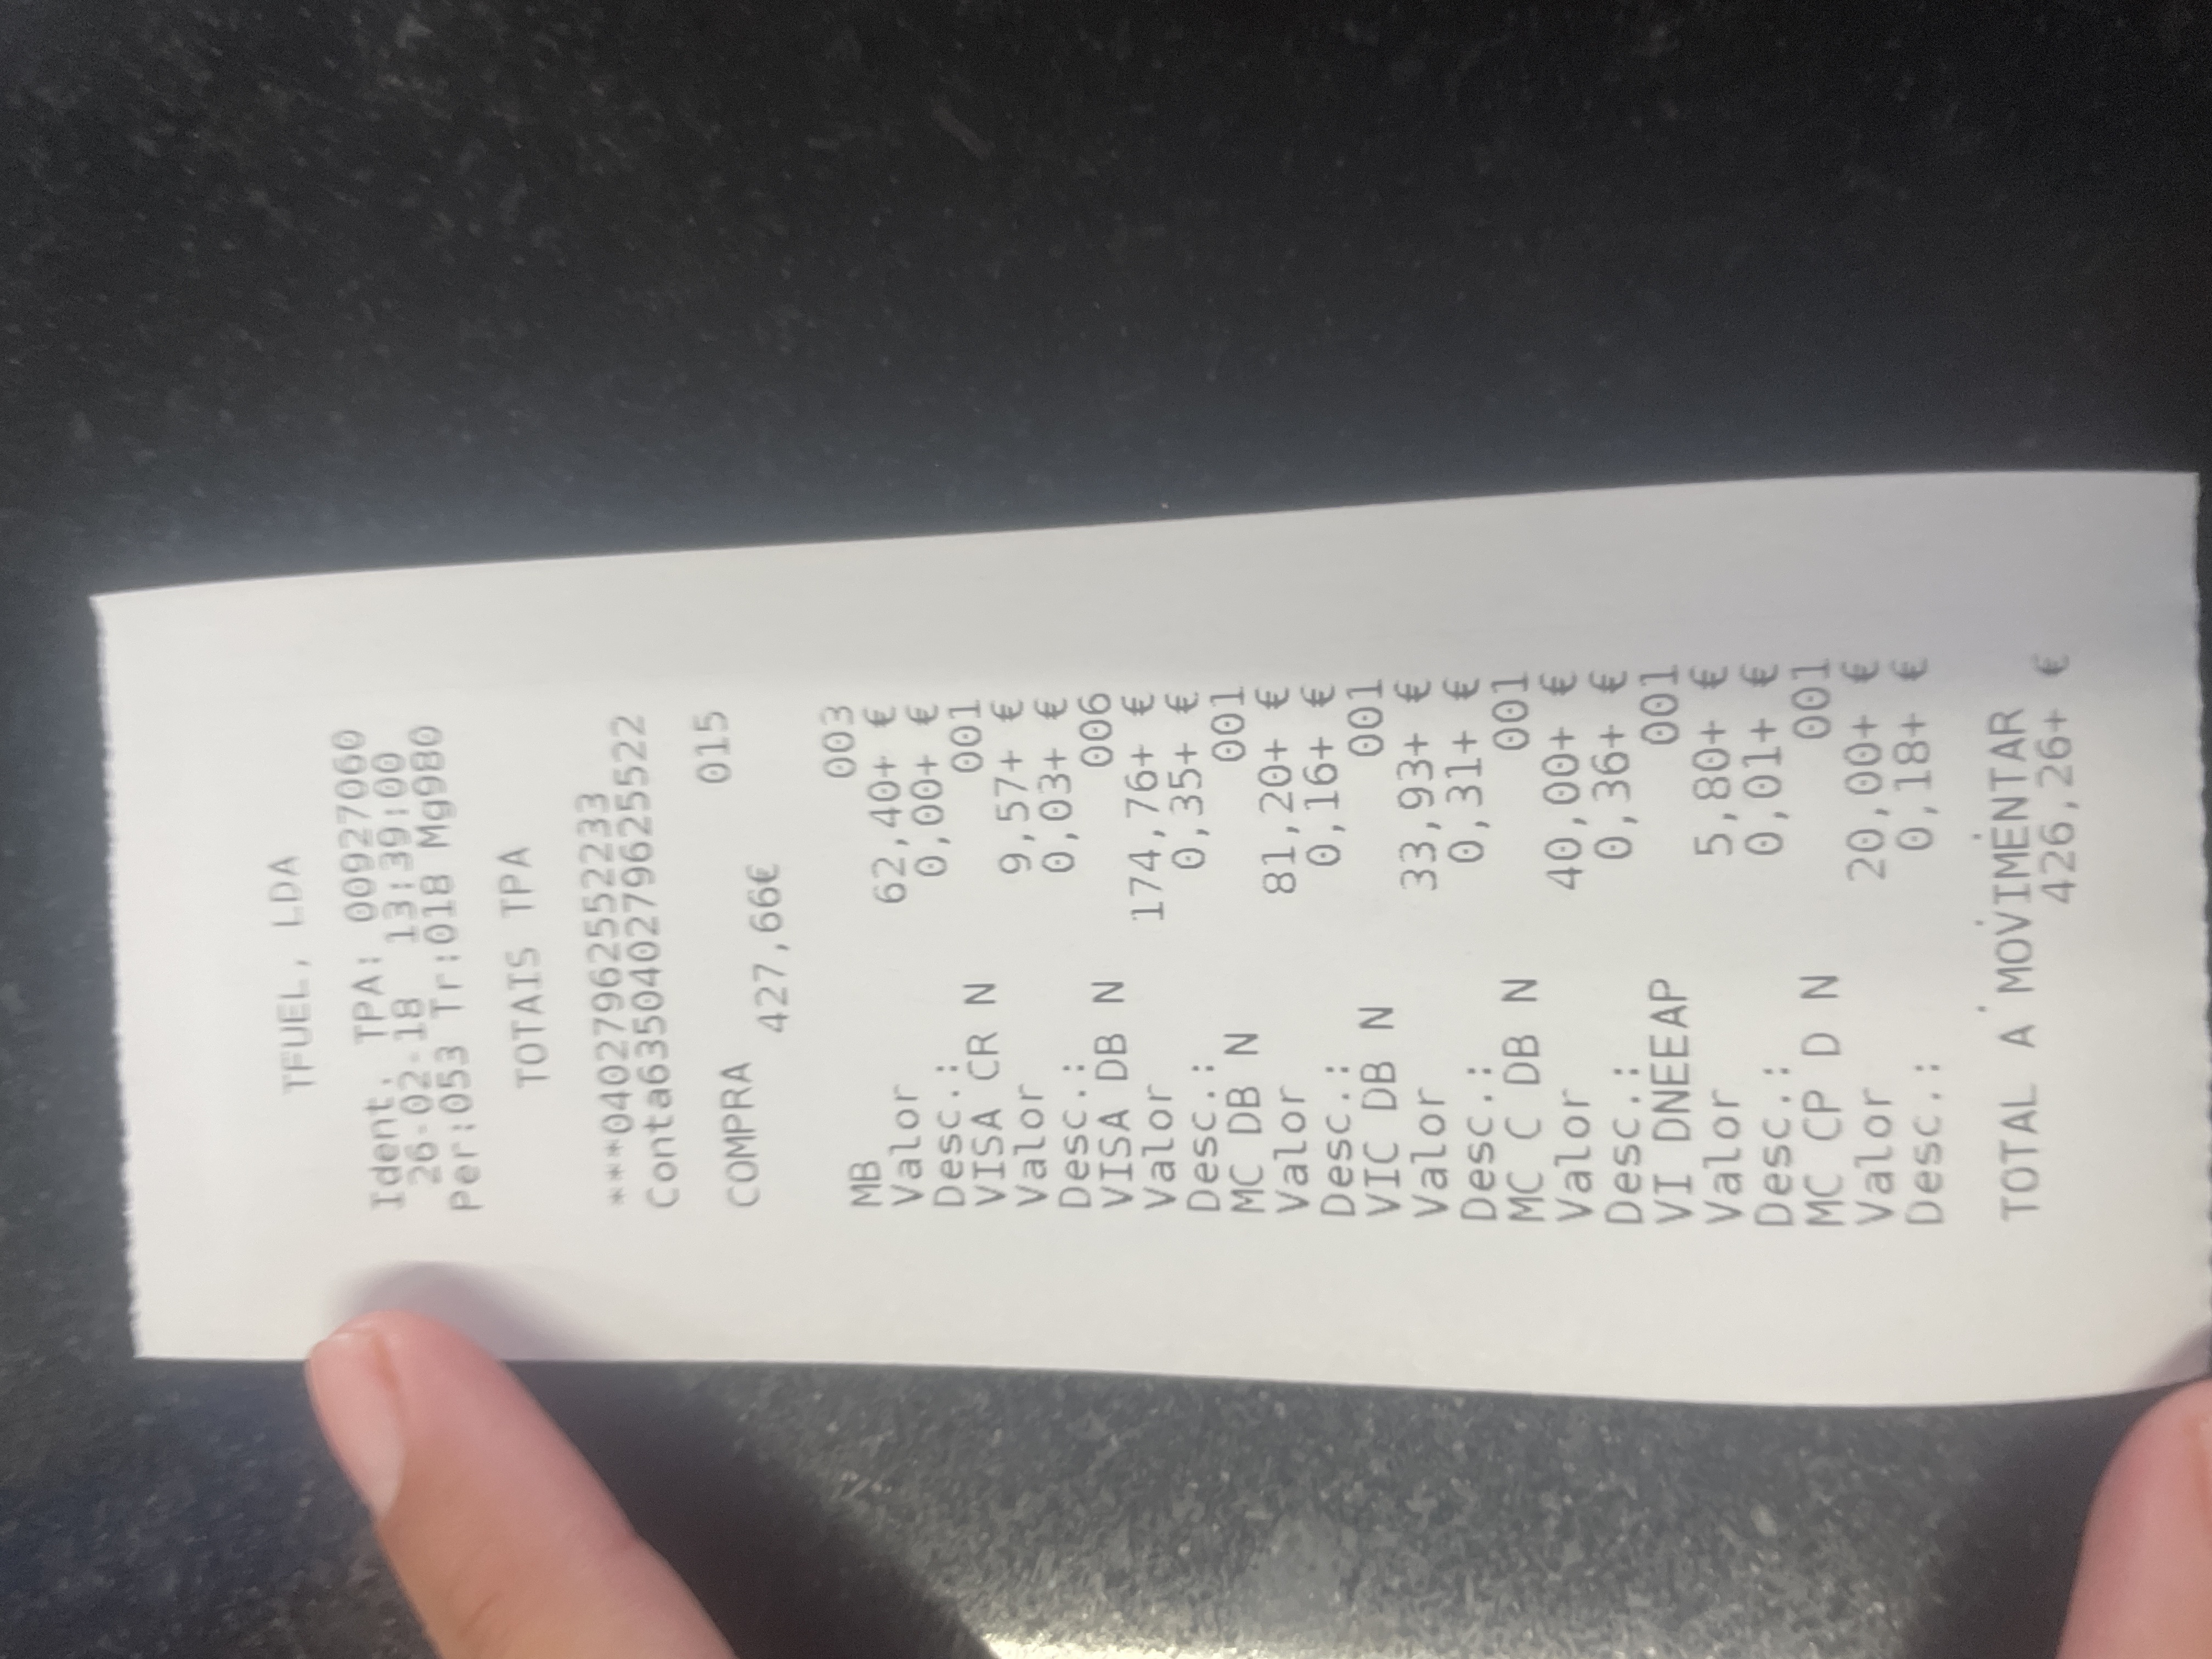 TFUEL, LDA
Ident. TPA: 00927060
26-02-18 13:39:00
Per:053 Tr:018 Mg980
TOTAIS TPA
***04027962552233
Conta6350402796255​22
COMPRA 015
427,66€
MB 003
Valor 62,40+ €
Desc.: 0,00+ €
VISA CR N 001
Valor 9,57+ €
Desc.: 0,03+ €
VISA DB N 006
Valor 174,76+ €
Desc.: 0,35+ €
MC DB N 001
Valor 81,20+ €
Desc.: 0,16+ €
VIC DB N 001
Valor 33,93+ €
Desc.: 0,31+ €
MC C DB N 001
Valor 40,00+ €
Desc.: 0,36+ €
VI DNEEAP 001
Valor 5,80+ €
Desc.: 0,01+ €
MC CP D N 001
Valor 20,00+ €
Desc.: 0,18+ €
TOTAL A MOVIMENTAR
426,26+ €